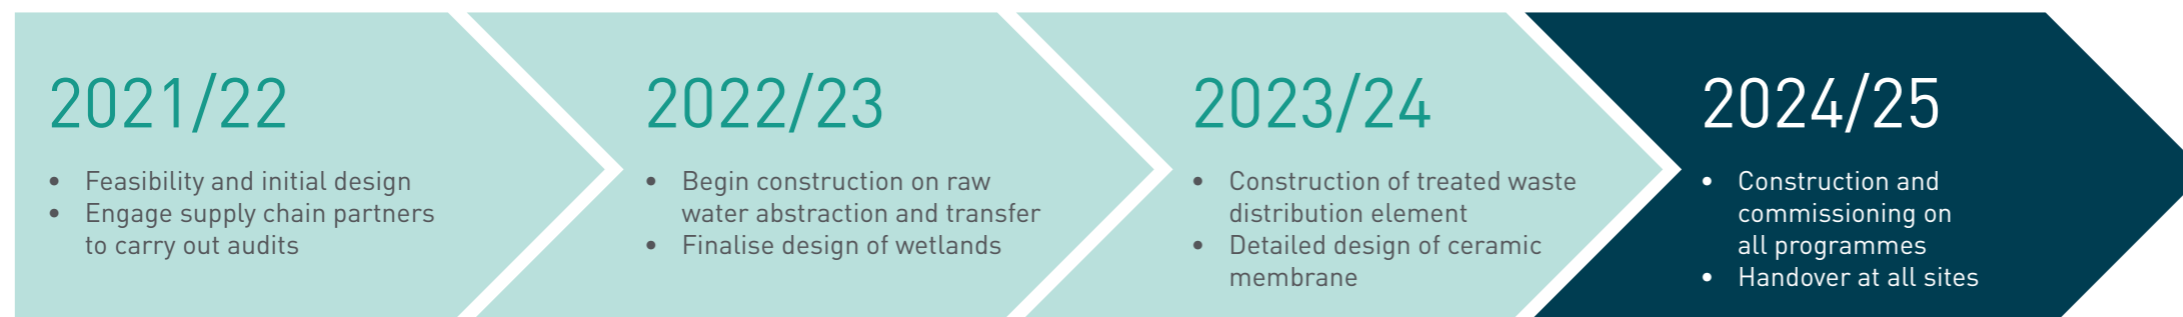 2021/22
• Feasibility and initial design
• Engage supply chain partners
to carry out audits
2022/23
• Begin construction on raw
water abstraction and transfer
• Finalise design of wetlands
2023/24
• Construction of treated waste
distribution element
• Detailed design of ceramic
membrane
2024/25
• Construction and
commissioning on
all programmes
• Handover at all sites